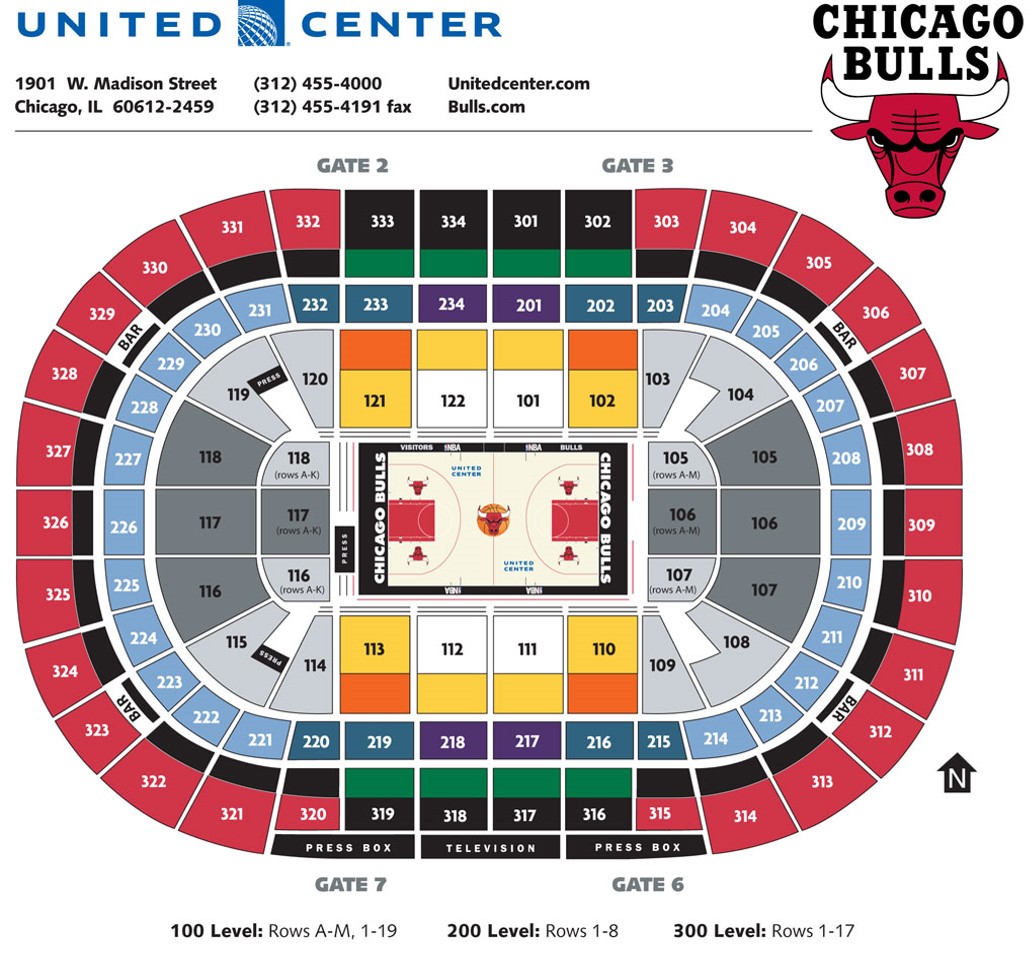 UNITED CENTER
CHICAGO
BULLS
1901 W. Madison Street (312) 455-4000 Unitedcenter.com
Chicago, IL 60612-2459 (312) 455-4191 fax Bulls.com
GATE 2 GATE 3
331 332 333 334 301 302 303 304
330 305
329 306
BAR BAR
328 307
327 308
326 309
325 310
324 311
BAR BAR
323 312
322 313
321 320 319 318 317 316 315 314
231 232 233 234 201 202 203 204
230 205
229 206
228 207
227 208
226 209
225 210
224 211
223 212
222 213
221 220 219 218 217 216 215 214
119 PRESS 120 121 122 101 102 103 104
118 118 105 105
(rows A-K) (rows A-M)
117 117 106 106
(rows A-K) (rows A-M)
116 116 107 107
(rows A-K) (rows A-M)
115 PRESS 114 113 112 111 110 109 108
PRESS
VISITORS NBA NBA BULLS
CHICAGO BULLS
UNITED
CENTER
CHICAGO BULLS
UNITED
CENTER
NBA NBA
PRESS BOX TELEVISION PRESS BOX
N
GATE 7 GATE 6
100 Level: Rows A-M, 1-19 200 Level: Rows 1-8 300 Level: Rows 1-17